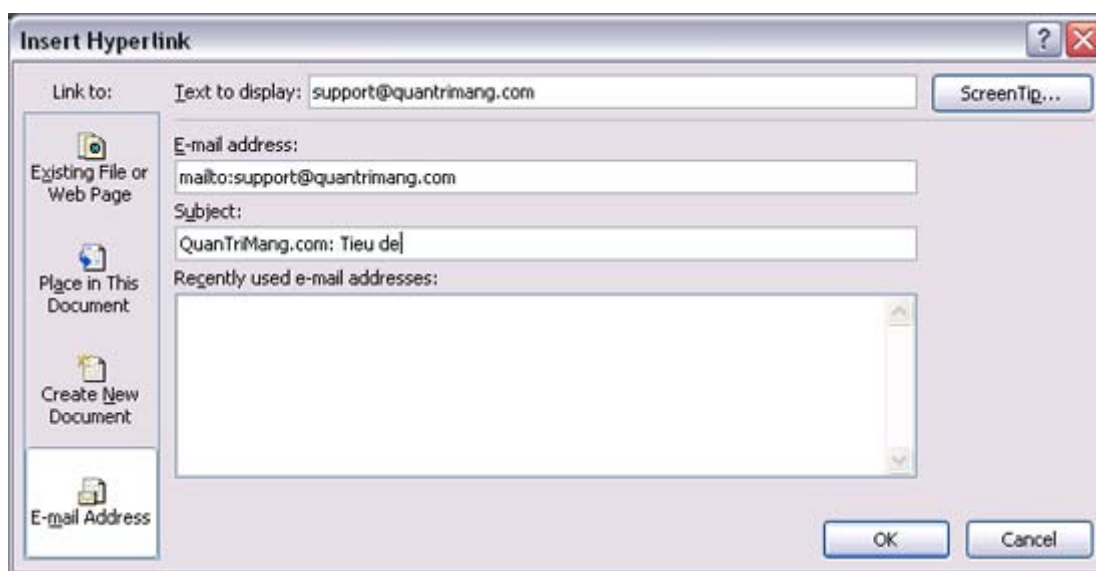 Insert Hyperlink
Link to:
Text to display: support@quantrimang.com
ScreenTip...
Existing File or
Web Page
Place in This
Document
Create New
Document
E-mail Address
E-mail address:
mailto:support@quantrimang.com
Subject:
QuanTriMang.com: Tieu de
Recently used e-mail addresses:
OK
Cancel